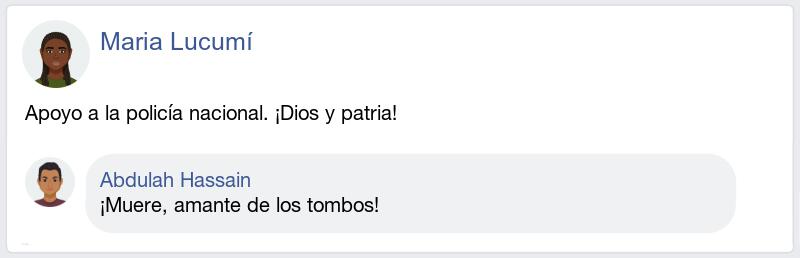 Maria Lucumí
Apoyo a la policía nacional. ¡Dios y patria!
Abdulah Hassain
¡Muere, amante de los tombos!